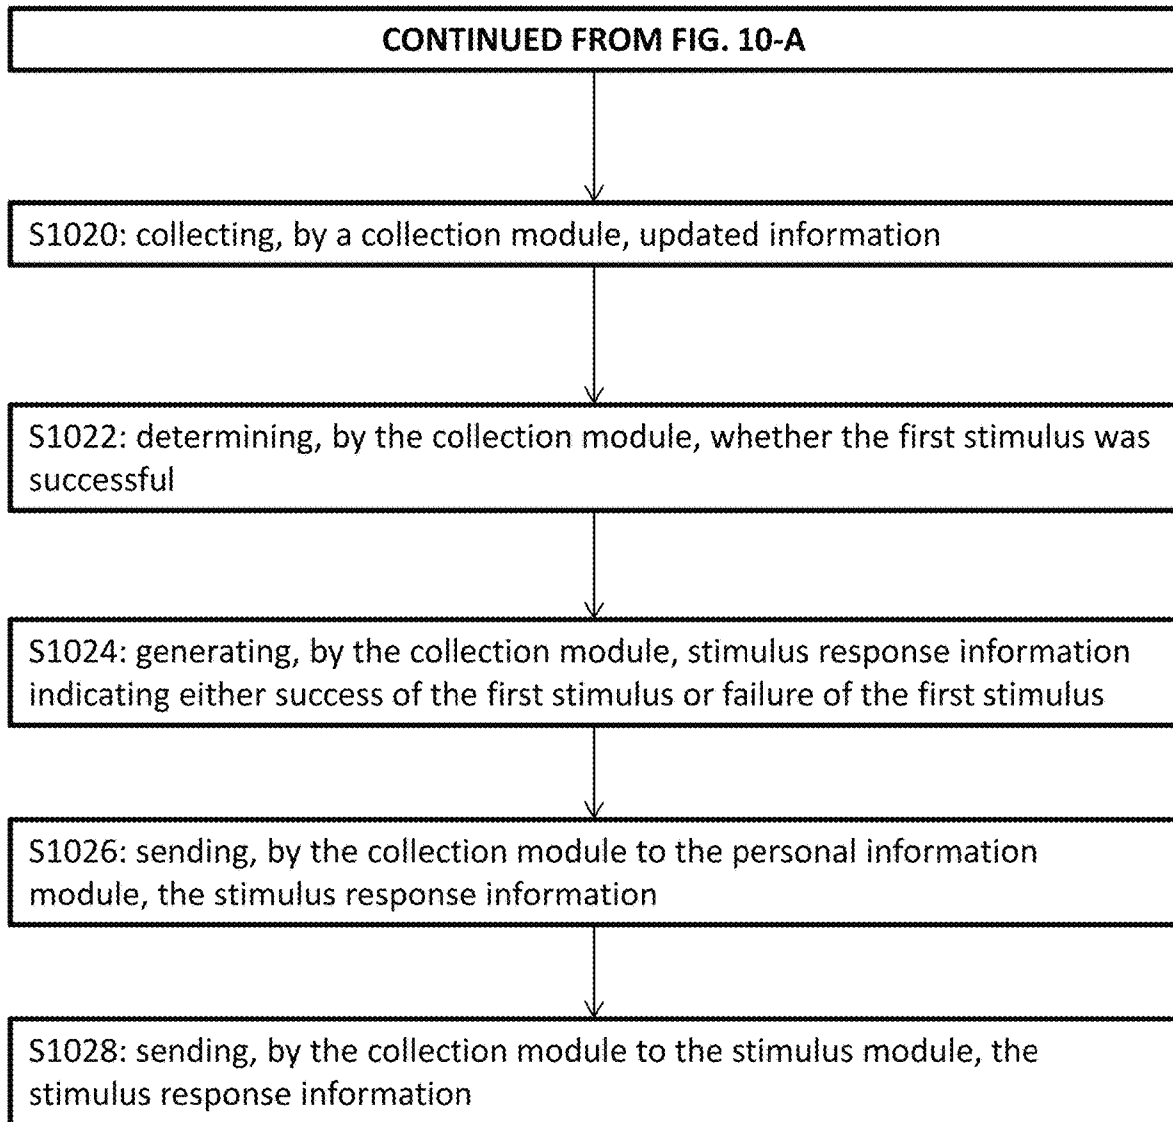 CONTINUED FROM FIG. 10-A
S1020: collecting, by a collection module, updated information
S1022: determining, by the collection module, whether the first stimulus was
successful
S1024: generating, by the collection module, stimulus response information
indicating either success of the first stimulus or failure of the first stimulus
S1026: sending, by the collection module to the personal information
module, the stimulus response information
S1028: sending, by the collection module to the stimulus module, the
stimulus response information